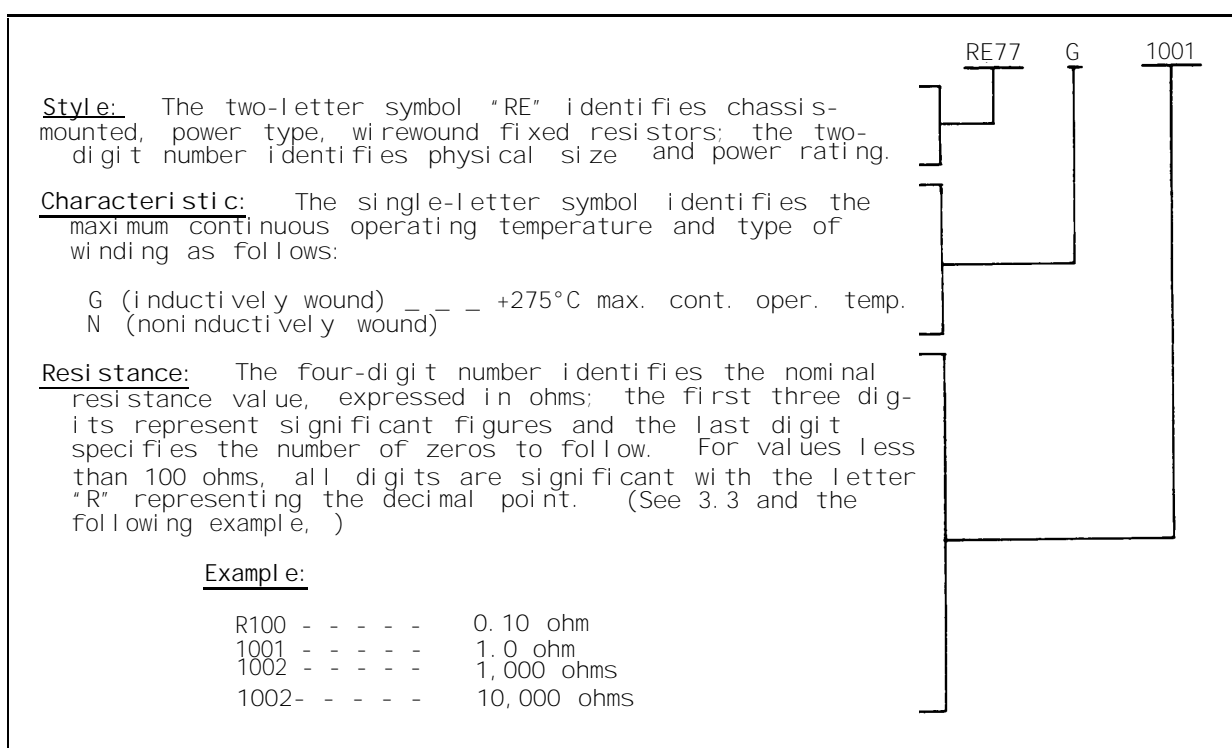 RE77 G 1001
Style: The two-letter symbol "RE" identifies chassis-
mounted, power type, wirewound fixed resistors; the two-
digit number identifies physical size and power rating.
Characteristic: The single-letter symbol identifies the
maximum continuous operating temperature and type of
winding as follows:
G (inductively wound) _ _ _ +275°C max. cont. oper. temp.
N (noninductively wound)
Resistance: The four-digit number identifies the nominal
resistance value, expressed in ohms; the first three dig-
its represent significant figures and the last digit
specifies the number of zeros to follow. For values less
than 100 ohms, all digits are significant with the letter
"R" representing the decimal point. (See 3.3 and the
following example, )
Example:
R100 - - - - - 0.10 ohm
1001 - - - - - 1.0 ohm
1002 - - - - - 1,000 ohms
1002- - - - - 10,000 ohms